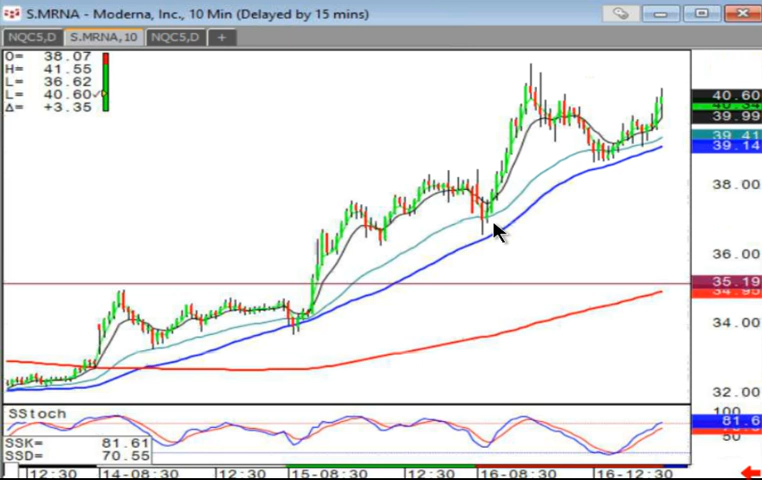 S.MRNA - Moderna, Inc., 10 Min (Delayed by 15 mins)
NQC5,D S.MRNA,10 NQC5,D +
O= 38.07
H= 41.55
L= 36.62
L= 40.60
Δ= +3.35
40.60
39.99
39.41
39.14
38.00
36.00
35.19
34.00
32.00
SStoch
100
81.6
50
SSK= 81.61
SSD= 70.55
12:30 14-08:30 12:30 15-08:30 12:30 16-08:30 16-12:30